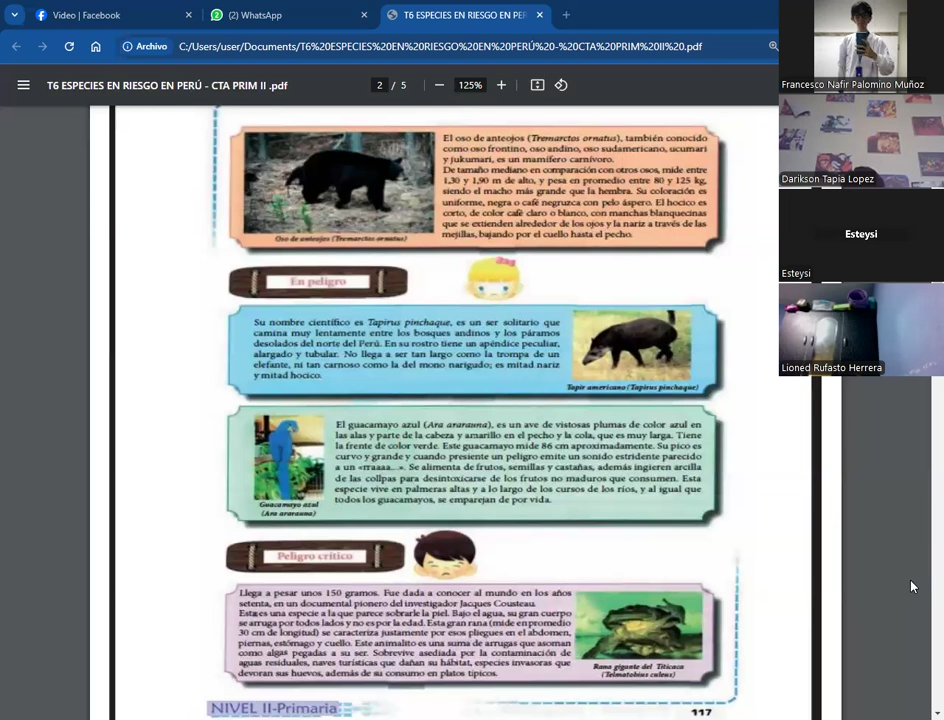 Video | Facebook
(2) WhatsApp
T6 ESPECIES EN RIESGO EN PER
Archivo
C:/Users/user/Documents/T6%20ESPECIES%20EN%20RIESGO%20EN%20PERÚ%20-%20CTA%20PRIM%20II%20.pdf
T6 ESPECIES EN RIESGO EN PERÚ - CTA PRIM II .pdf
2 / 5
125%
Francesco Nafir Palomino Muñoz
Darikson Tapia Lopez
Esteysi
Esteysi
Lioned Rufasto Herrera
El oso de anteojos (Tremarctos ornatus), también conocido
como oso frontino, oso andino, oso sudamericano, ucumari
y jukumari, es un mamífero carnívoro.
De tamaño mediano en comparación con otros osos, mide entre
1,30 y 1,90 m de alto, y pesa en promedio entre 80 y 125 kg,
siendo el macho más grande que la hembra. Su coloración es
uniforme, negra o café negruzca con pelo áspero. El hocico es
corto, de color café claro o blanco, con manchas blanquecinas
que se extienden alrededor de los ojos y la nariz a través de las
mejillas, bajando por el cuello hasta el pecho.
Oso de anteojos (Tremarctos ornatus)
En peligro
Su nombre científico es Tapirus pinchaque, es un ser solitario que
camina muy lentamente entre los bosques andinos y los páramos
desolados del norte del Perú. En su rostro tiene un apéndice peculiar,
alargado y tubular. No llega a ser tan largo como la trompa de un
elefante, ni tan carnoso como la del mono narigudo; es mitad nariz
y mitad hocico.
Tapir americano (Tapirus pinchaque)
El guacamayo azul (Ara ararauna), es un ave de vistosas plumas de color azul en
las alas y parte de la cabeza y amarillo en el pecho y la cola, que es muy larga. Tiene
la frente de color verde. Este guacamayo mide 86 cm aproximadamente. Su pico es
curvo y grande y cuando presiente un peligro emite un sonido estridente parecido
a un «rraaaa...». Se alimenta de frutos, semillas y castañas, además ingieren arcilla
de las collpas para desintoxicarse de los frutos no maduros que consumen. Esta
especie vive en palmeras altas y a lo largo de los cursos de los ríos, y al igual que
todos los guacamayos, se emparejan de por vida.
Guacamayo azul
(Ara ararauna)
Peligro crítico
Llega a pesar unos 150 gramos. Fue dada a conocer al mundo en los años
setenta, en un documental pionero del investigador Jacques Cousteau.
Esta es una especie a la que parece sobrarle la piel. Bajo el agua, su gran cuerpo
se arruga por todos lados y no es por la edad. Esta gran rana (mide en promedio
30 cm de longitud) se caracteriza justamente por esos pliegues en el abdomen,
piernas, estómago y cuello. Este animalito es una suma de arrugas que asoman
como algas pegadas a su ser. Sobrevive asediada por la contaminación de
aguas residuales, naves turísticas que dañan su hábitat, especies invasoras que
devoran sus huevos, además de su consumo en platos típicos.
Rana gigante del Titicaca
(Telmatobius culeus)
NIVEL II-Primaria
117